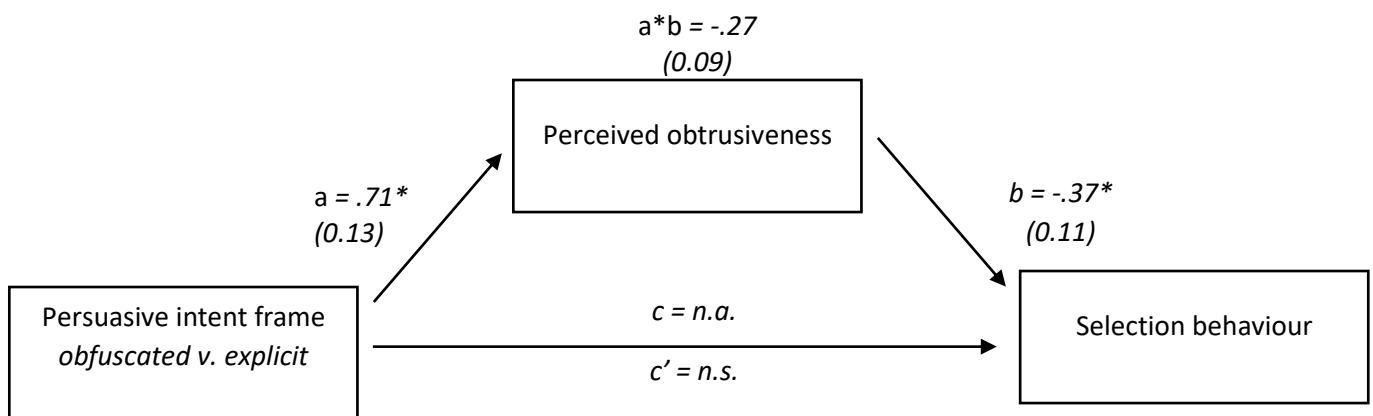 a*b = -.27
(0.09)
Perceived obtrusiveness
a = .71*
(0.13)
b = -.37*
(0.11)
Persuasive intent frame
obfuscated v. explicit
c = n.a.
c’ = n.s.
Selection behaviour